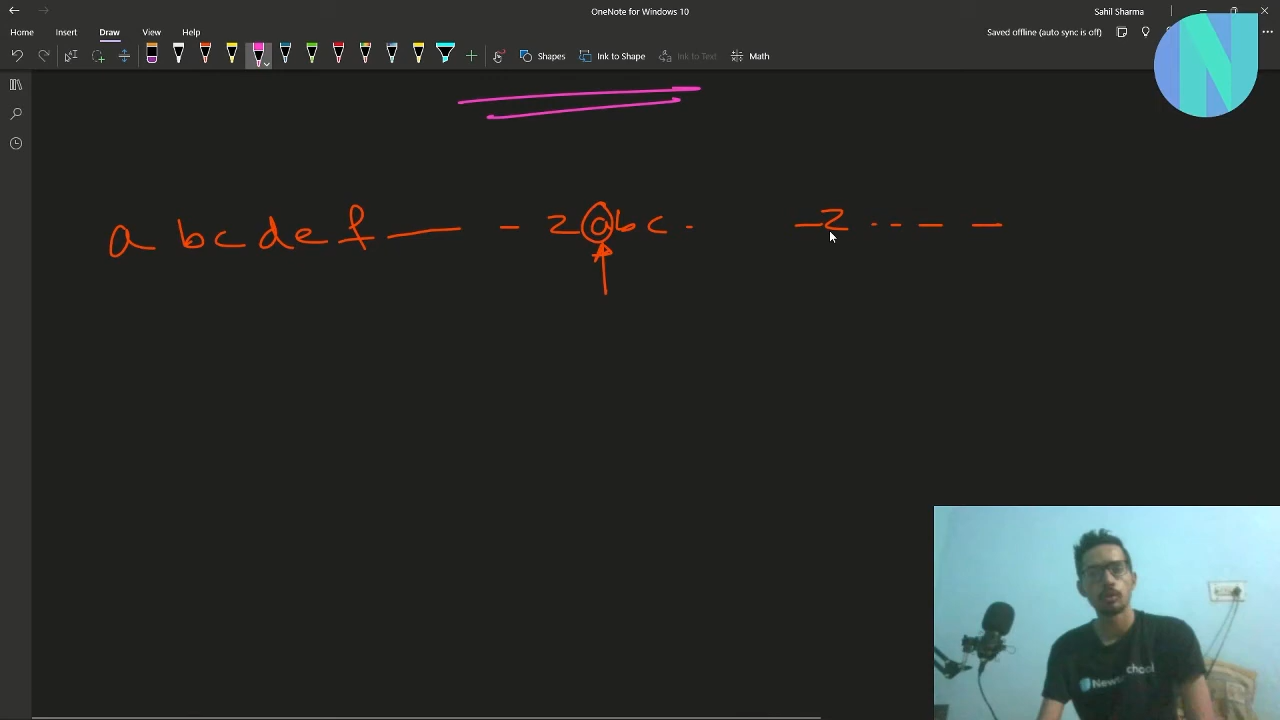 OneNote for Windows 10
Sahil Sharma
Home Insert Draw View Help
Saved offline (auto sync is off)
Shapes Ink to Shape Ink to Text Math
a b c d e f — - z a b c - - z - - - -
N